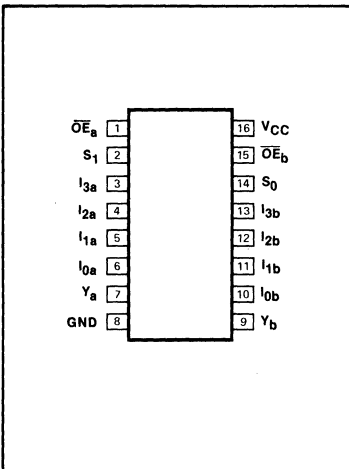 OEa 1 16 VCC
S1 2 15 OEb
I3a 3 14 S0
I2a 4 13 I3b
I1a 5 12 I2b
I0a 6 11 I1b
Ya 7 10 I0b
GND 8 9 Yb